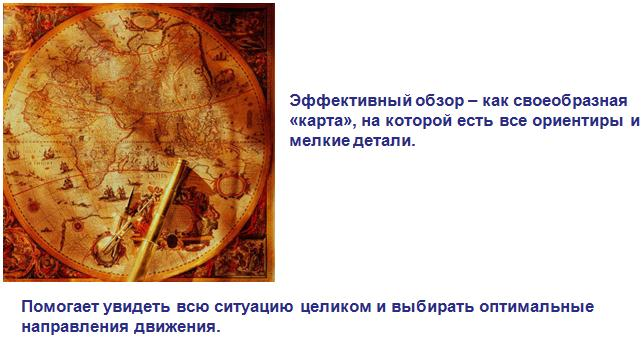 Эффективный обзор – как своеобразная
«карта», на которой есть все ориентиры и
мелкие детали.
Помогает увидеть всю ситуацию целиком и выбирать оптимальные
направления движения.